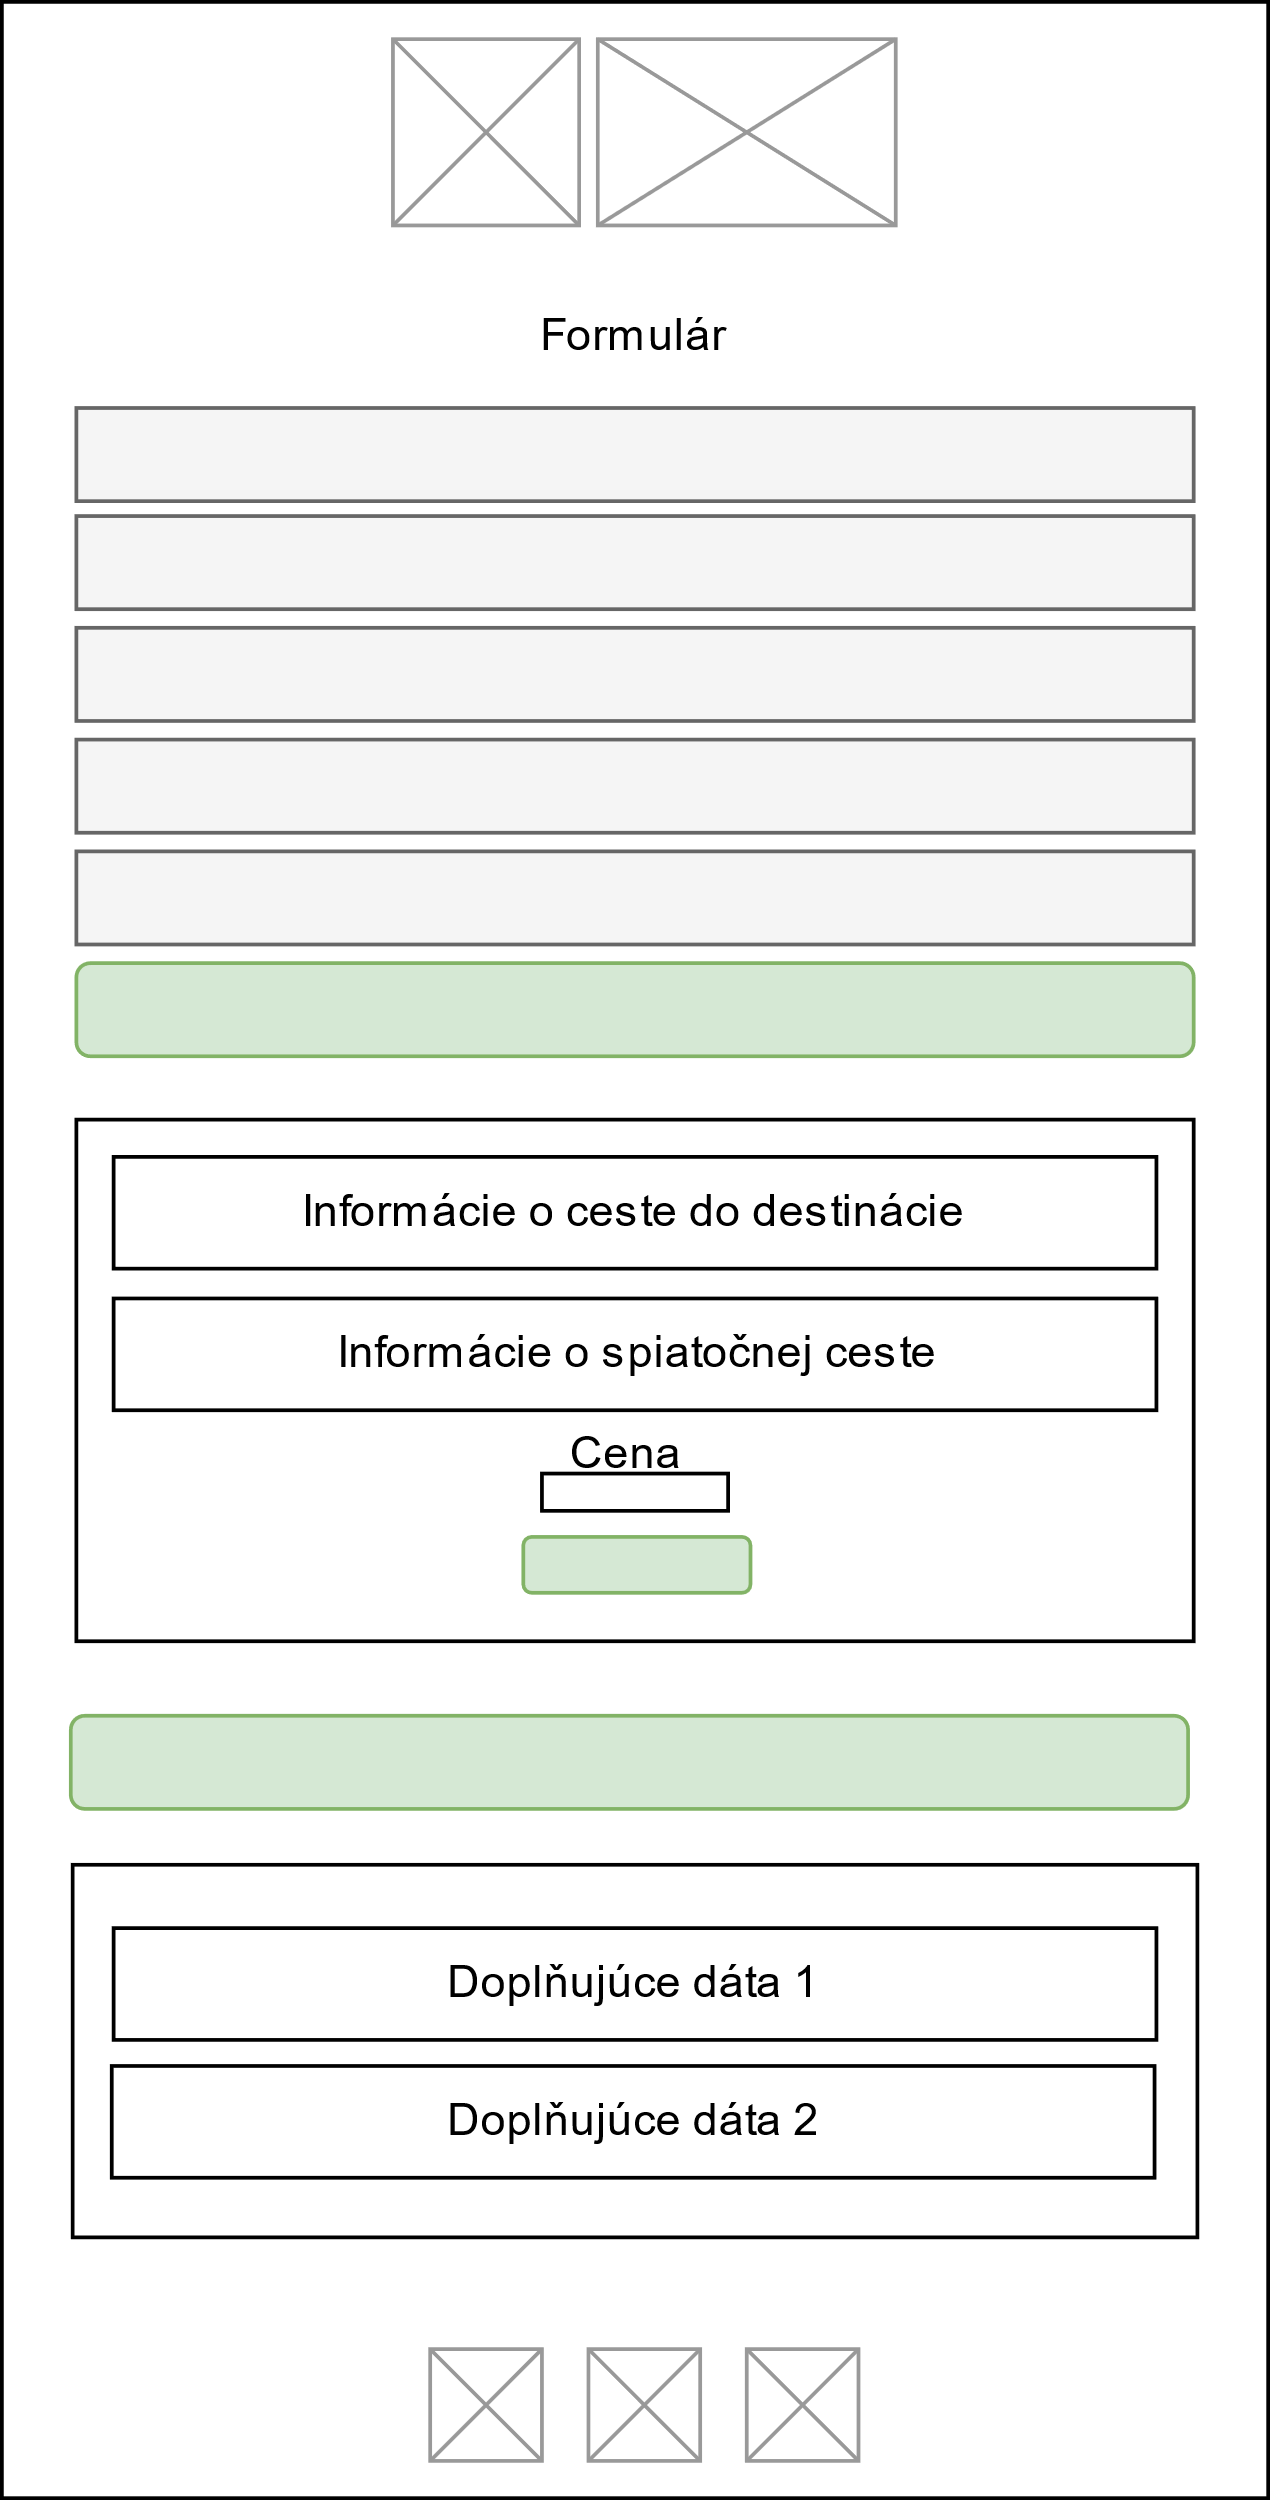 Formulár
Informácie o ceste do destinácie
Informácie o spiatočnej ceste
Cena
Doplňujúce dáta 1
Doplňujúce dáta 2